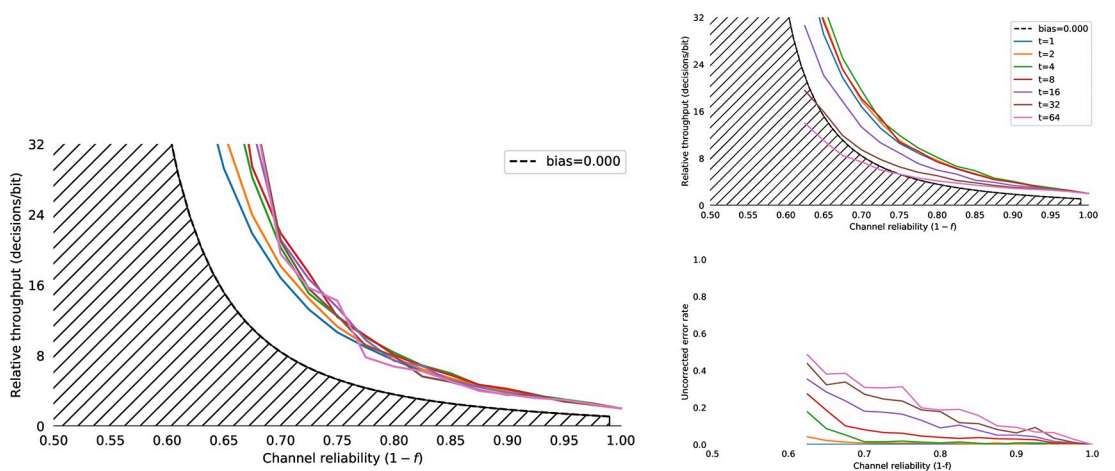 32
24
16
8
0
Relative throughput (decisions/bit)
bias=0.000
0.50 0.55 0.60 0.65 0.70 0.75 0.80 0.85 0.90 0.95 1.00
Channel reliability (1 − f)
32
24
16
8
0
Relative throughput (decisions/bit)
bias=0.000
t=1
t=2
t=4
t=8
t=16
t=32
t=64
0.50 0.55 0.60 0.65 0.70 0.75 0.80 0.85 0.90 0.95 1.00
Channel reliability (1 − f)
1.0
0.8
0.6
0.4
0.2
0.0
Uncorrected error rate
0.5 0.6 0.7 0.8 0.9 1.0
Channel reliability (1-f)